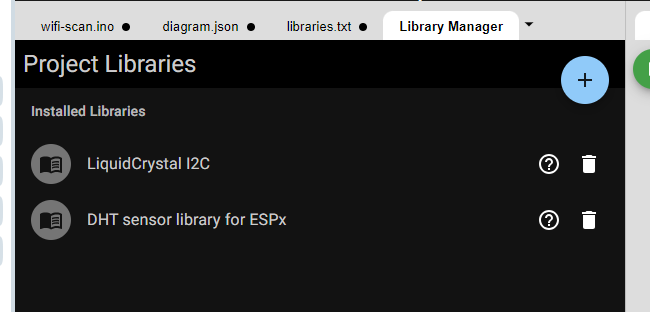 wifi-scan.ino ● diagram.json ● libraries.txt ● Library Manager
Project Libraries
+
Installed Libraries
LiquidCrystal I2C
DHT sensor library for ESPx